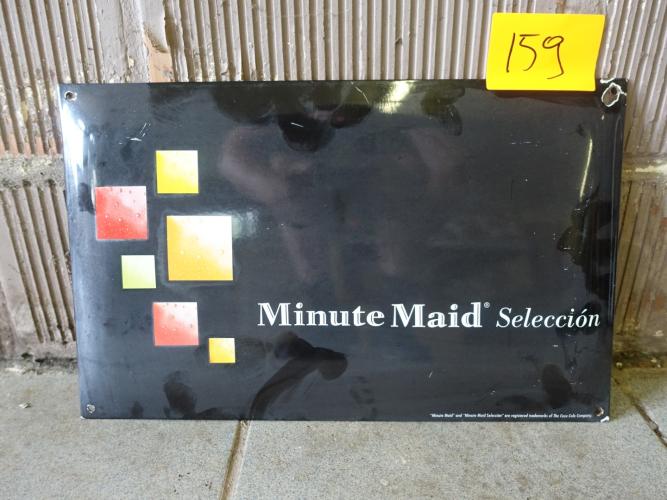 159
Minute Maid® Selección
"Minute Maid" and "Minute Maid Selección" are registered trademarks of The Coca-Cola Company.